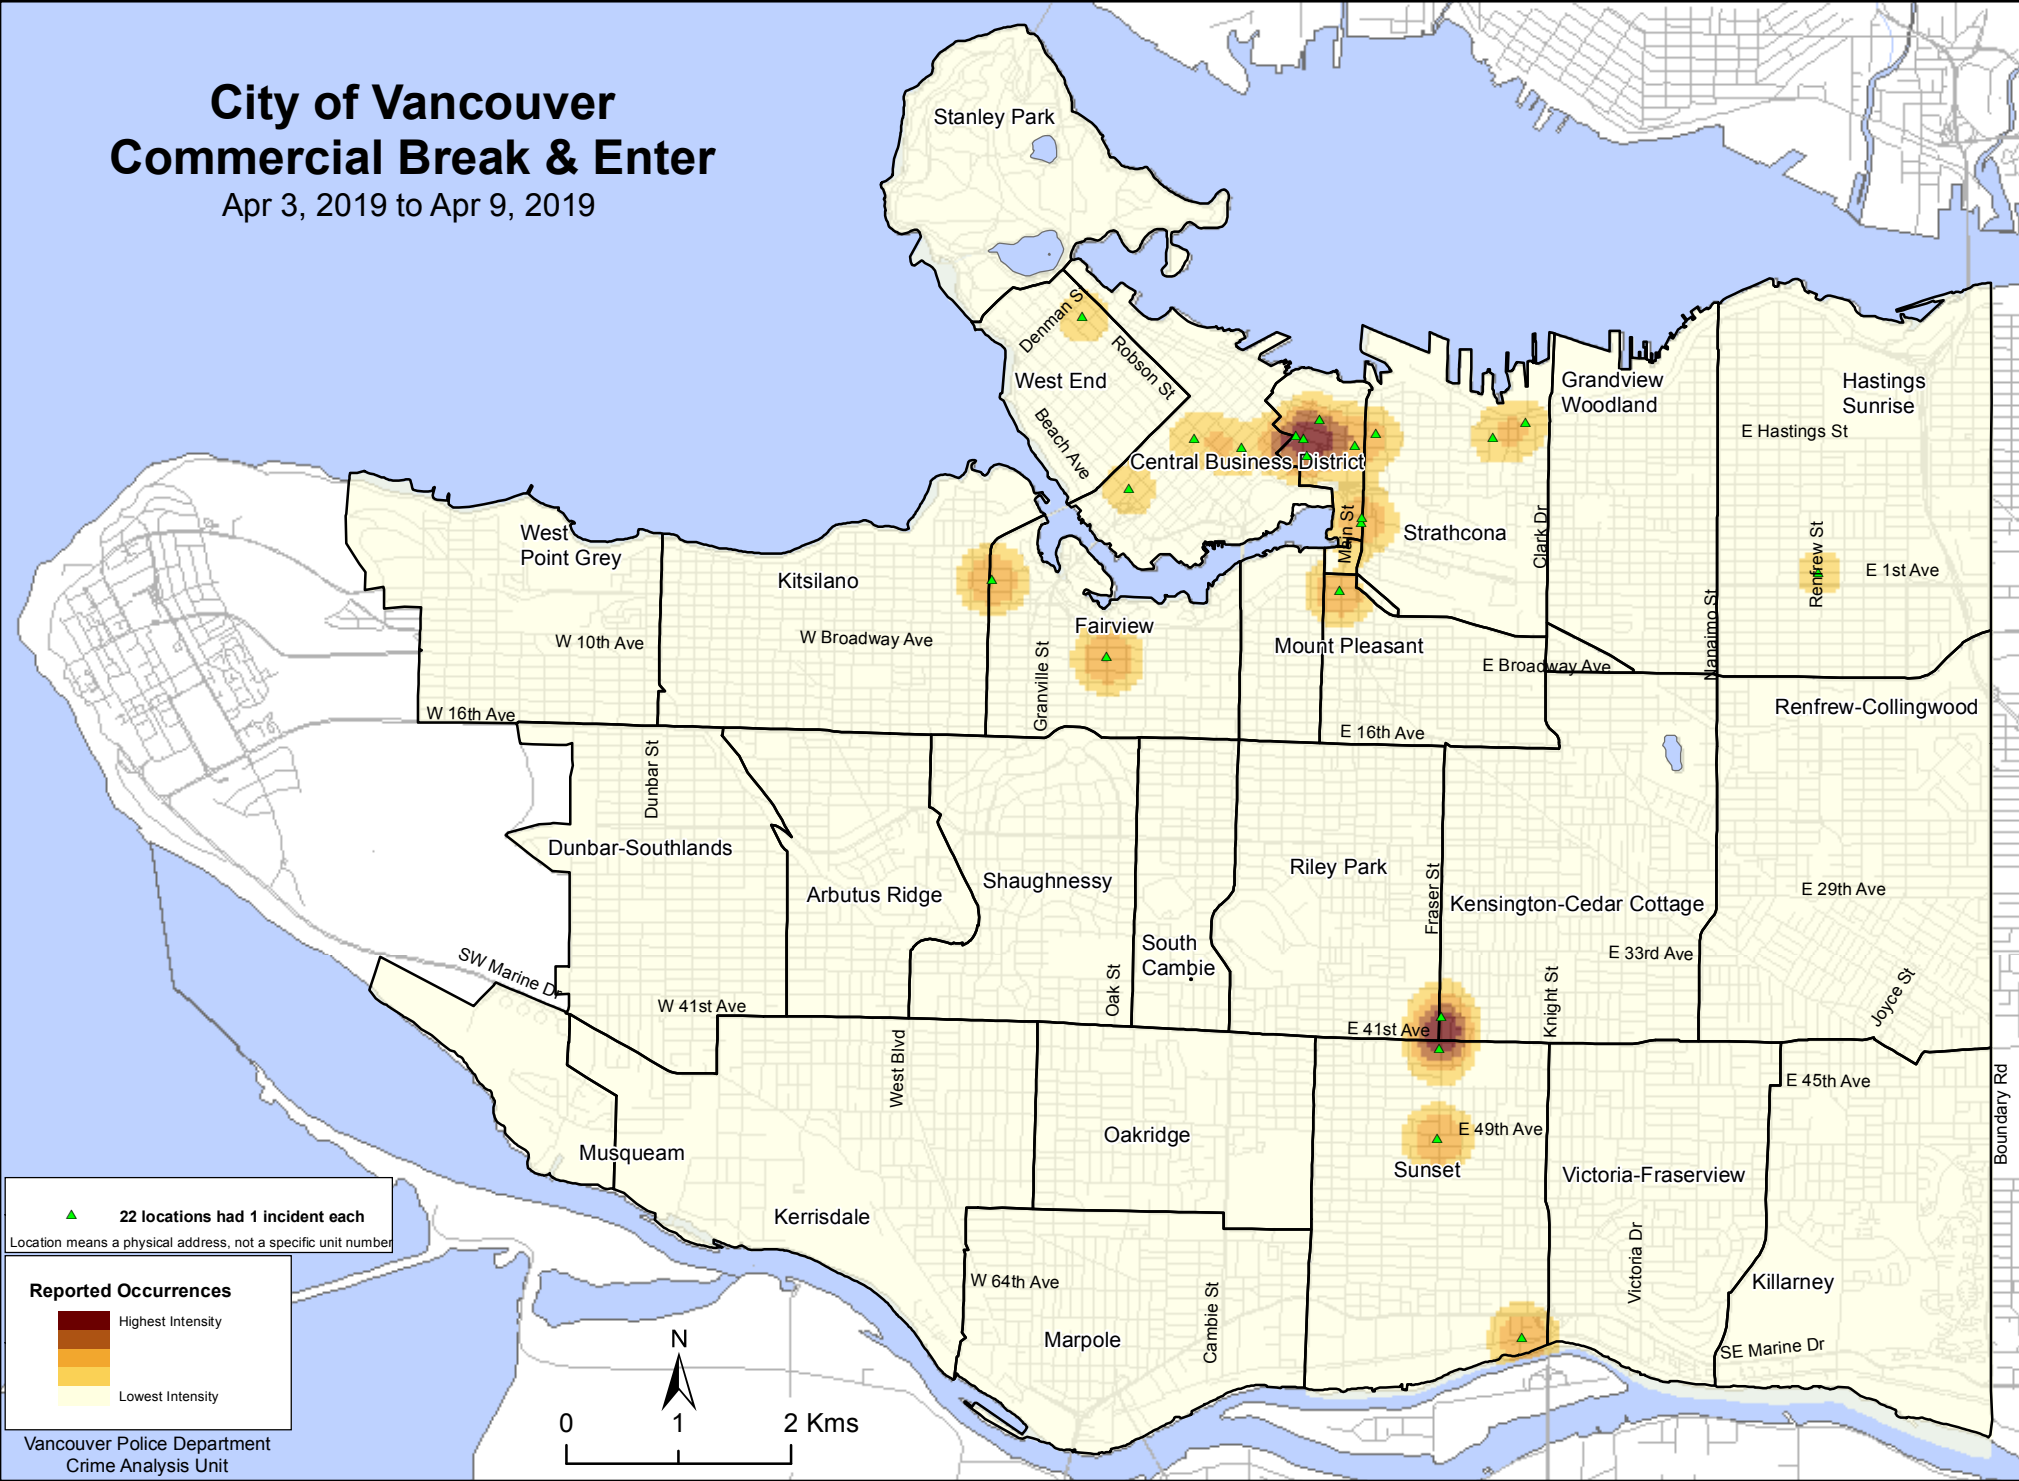 City of Vancouver
Commercial Break & Enter
Apr 3, 2019 to Apr 9, 2019
Stanley Park
Denman S
Robson St
West End
Beach Ave
Central Business District
Grandview
Woodland
Hastings
Sunrise
E Hastings St
West
Point Grey
Kitsilano
Main St
Strathcona
Clark Dr
Renfrew St
E 1st Ave
W 10th Ave
W Broadway Ave
Fairview
Granville St
Mount Pleasant
E Broadway Ave
Nanaimo St
W 16th Ave
E 16th Ave
Renfrew-Collingwood
Dunbar St
Dunbar-Southlands
Arbutus Ridge
Shaughnessy
Riley Park
Fraser St
Kensington-Cedar Cottage
E 29th Ave
South
Cambie
E 33rd Ave
SW Marine Dr
W 41st Ave
Oak St
E 41st Ave
Knight St
Joyce St
West Blvd
E 45th Ave
Boundary Rd
Musqueam
Oakridge
E 49th Ave
Sunset
Victoria-Fraserview
Kerrisdale
Victoria Dr
W 64th Ave
Cambie St
Killarney
Marpole
SE Marine Dr
22 locations had 1 incident each
Location means a physical address, not a specific unit number
Reported Occurrences
Highest Intensity
Lowest Intensity
N
0 1 2 Kms
Vancouver Police Department
Crime Analysis Unit